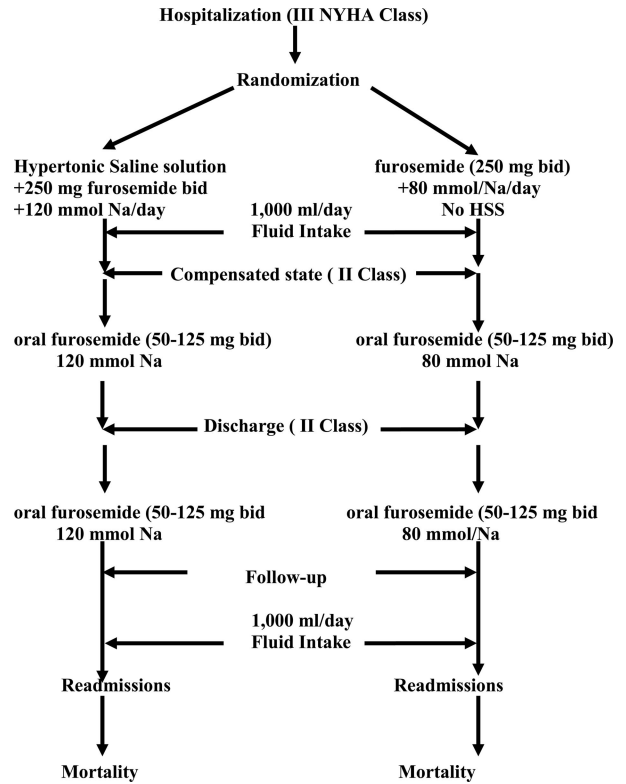 Hospitalization (III NYHA Class)
Randomization
Hypertonic Saline solution
+250 mg furosemide bid
+120 mmol Na/day
furosemide (250 mg bid)
+80 mmol/Na/day
No HSS
1,000 ml/day
Fluid Intake
Compensated state ( II Class)
oral furosemide (50-125 mg bid)
120 mmol Na
oral furosemide (50-125 mg bid)
80 mmol Na
Discharge ( II Class)
oral furosemide (50-125 mg bid
120 mmol Na
oral furosemide (50-125 mg bid
80 mmol/Na
Follow-up
1,000 ml/day
Fluid Intake
Readmissions
Readmissions
Mortality
Mortality